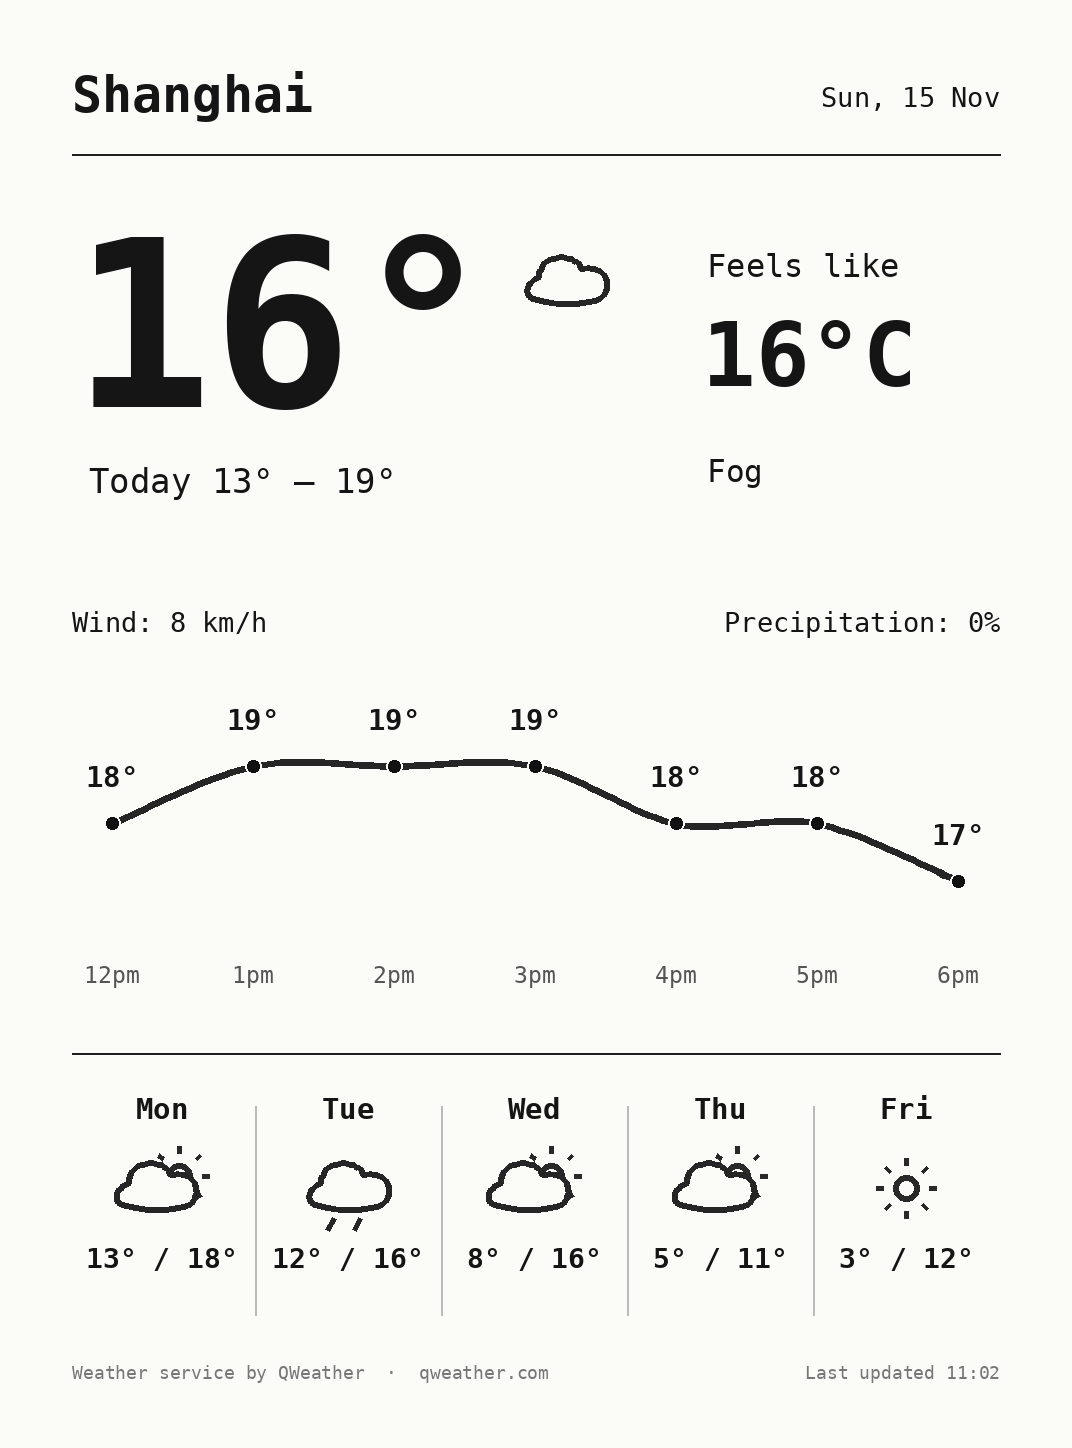 Shanghai
Sun, 15 Nov
16°
Feels like
16°C
Today 13° — 19°
Fog
Wind: 8 km/h
Precipitation: 0%
18° 19° 19° 19° 18° 18° 17°
12pm 1pm 2pm 3pm 4pm 5pm 6pm
Mon Tue Wed Thu Fri
13° / 18° 12° / 16° 8° / 16° 5° / 11° 3° / 12°
Weather service by QWeather · qweather.com
Last updated 11:02